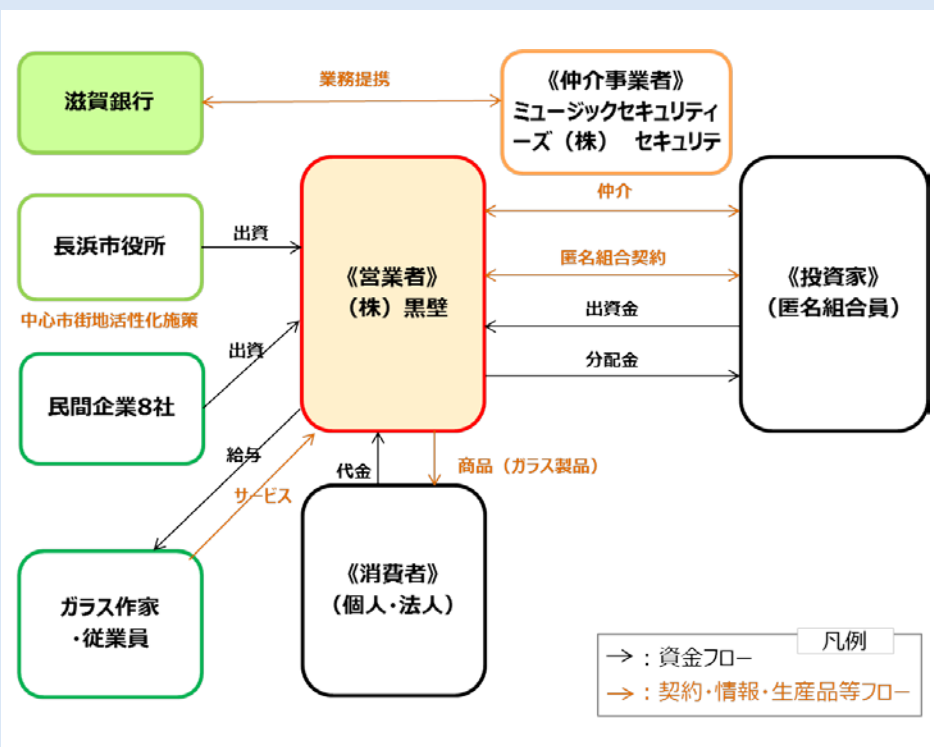 滋賀銀行
業務提携
《仲介事業者》
ミュージックセキュリティ
ーズ（株）　セキュリテ
長浜市役所
出資
中心市街地活性化施策
民間企業8社
出資
《営業者》
（株）黒壁
仲介
匿名組合契約
出資金
分配金
《投資家》
（匿名組合員）
給与
サービス
代金
商品（ガラス製品）
ガラス作家
・従業員
《消費者》
（個人・法人）
凡例
→：資金フロー
→：契約・情報・生産品等フロー